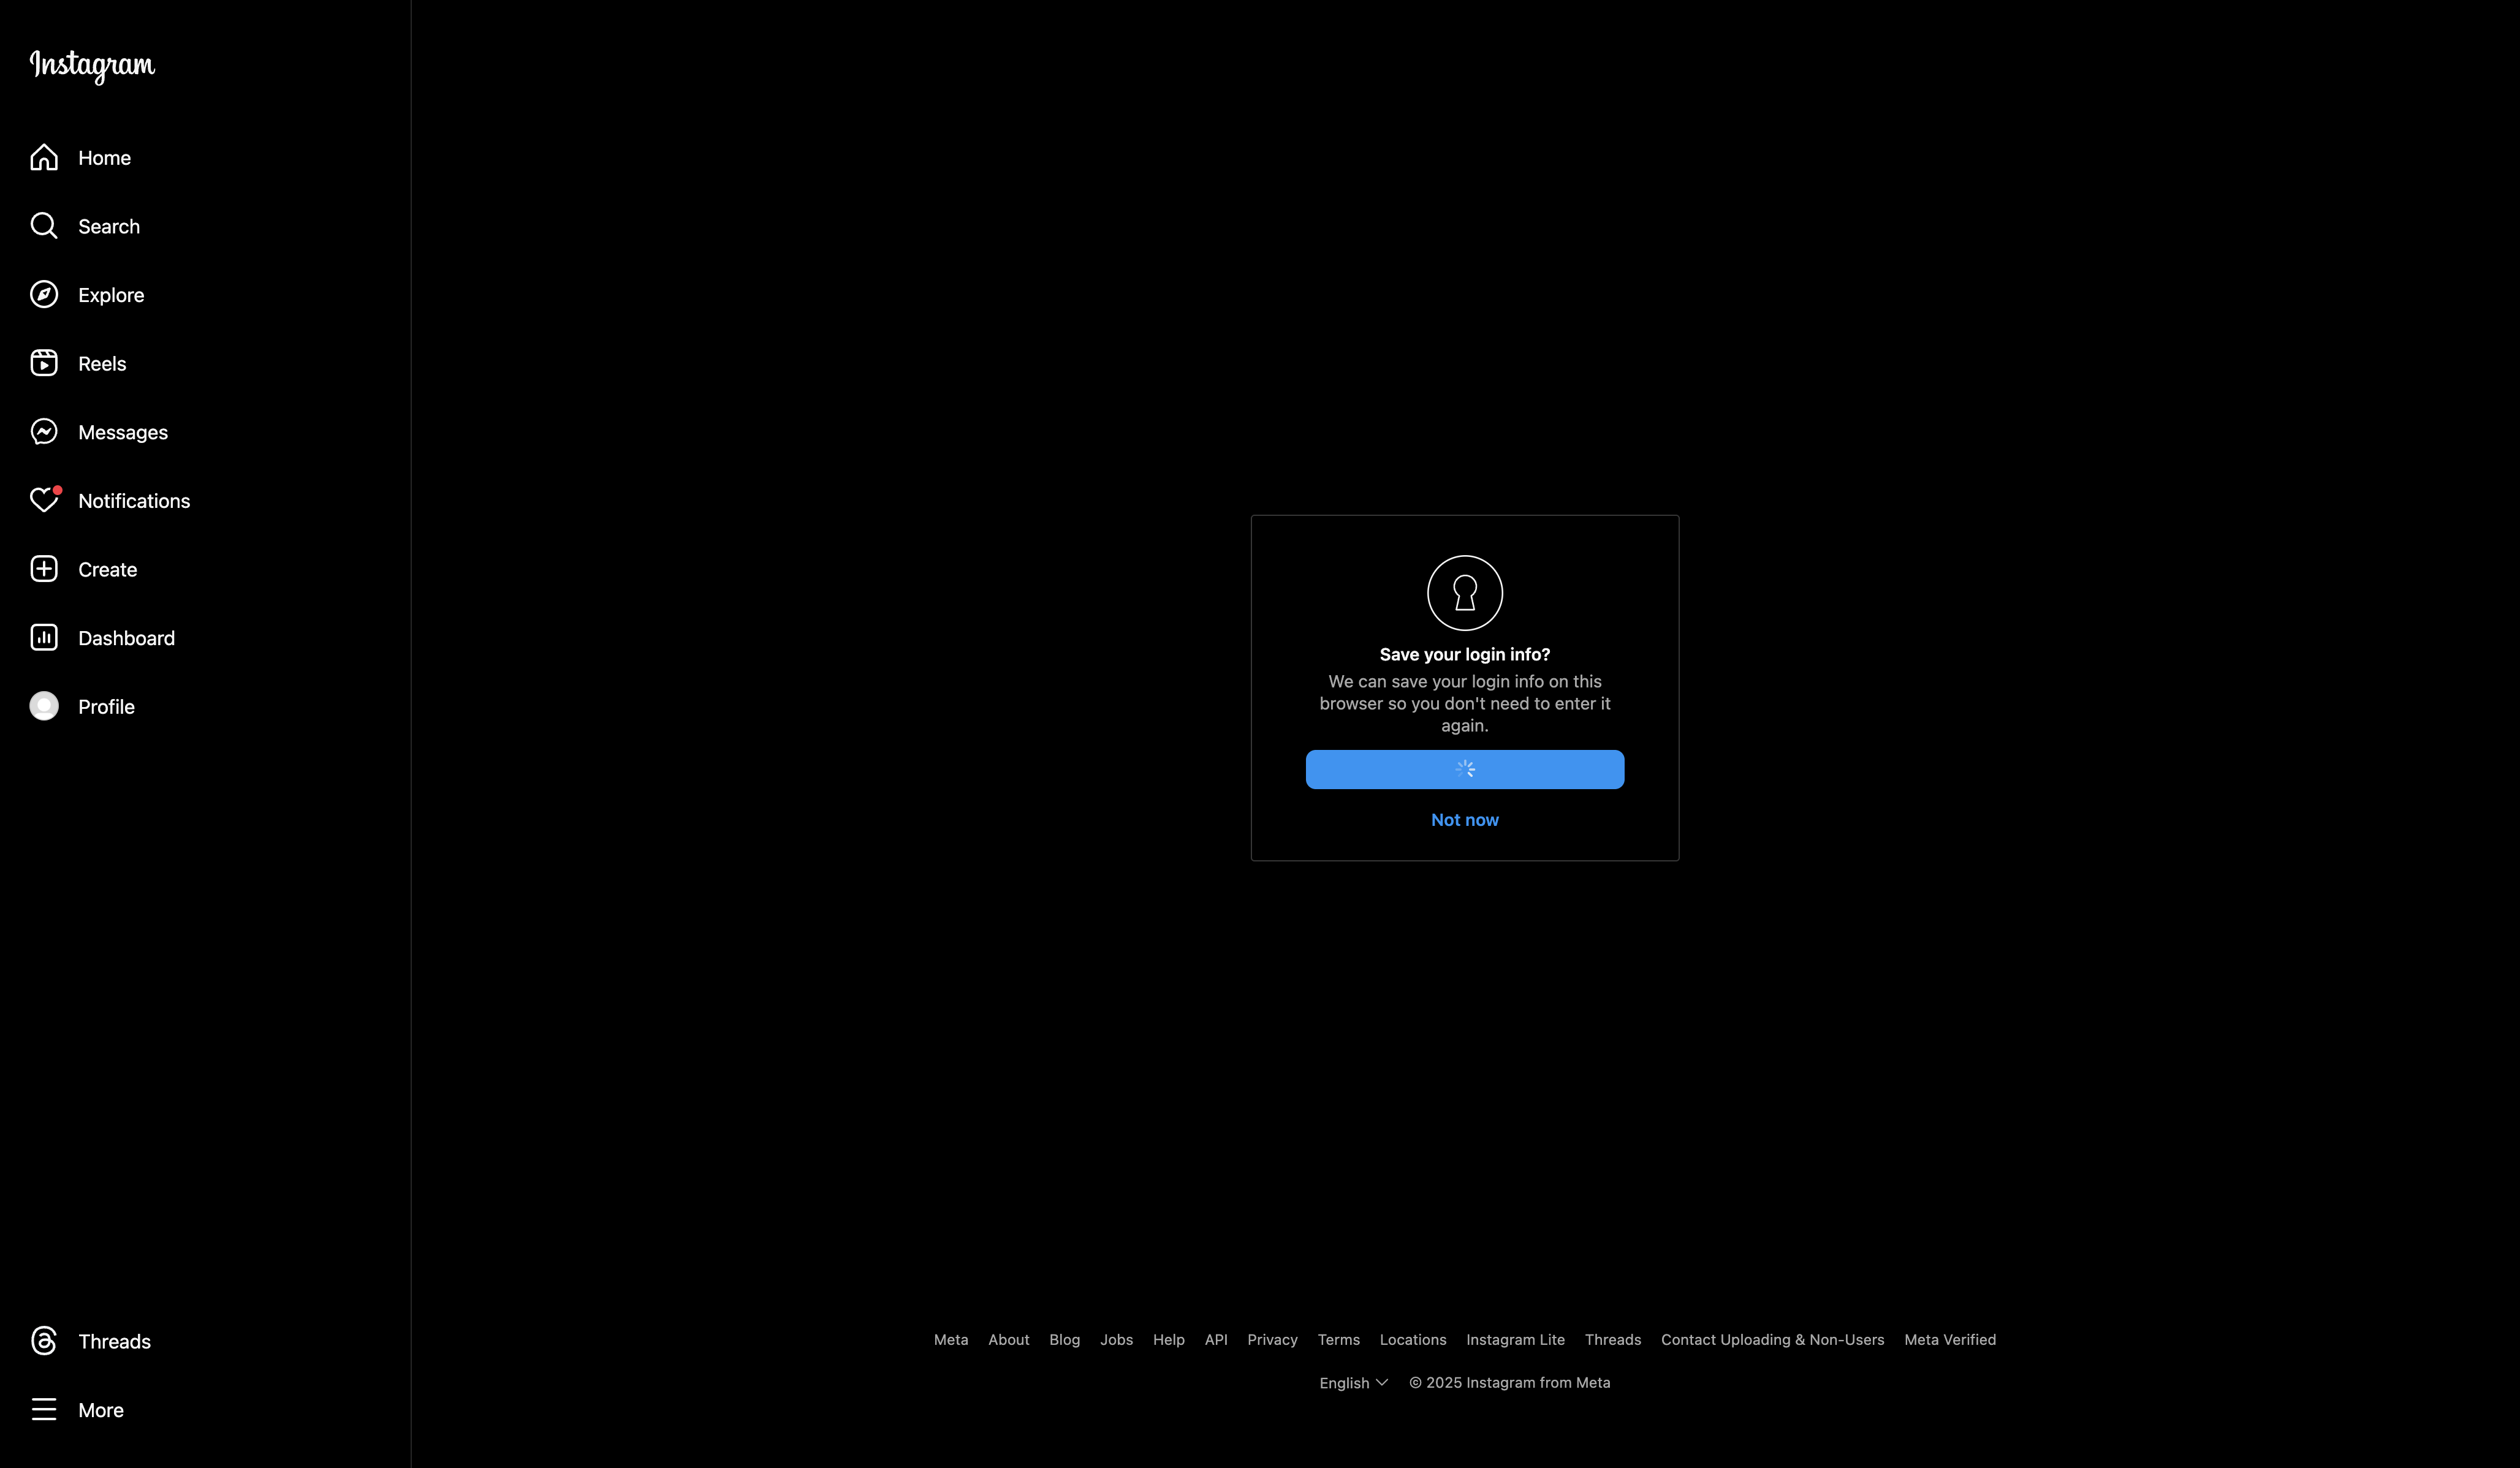 Instagram
Home
Search
Explore
Reels
Messages
Notifications
Create
Dashboard
Profile
Threads
More
Save your login info?
We can save your login info on this
browser so you don't need to enter it
again.
Not now
Meta About Blog Jobs Help API Privacy Terms Locations Instagram Lite Threads Contact Uploading & Non-Users Meta Verified
English © 2025 Instagram from Meta